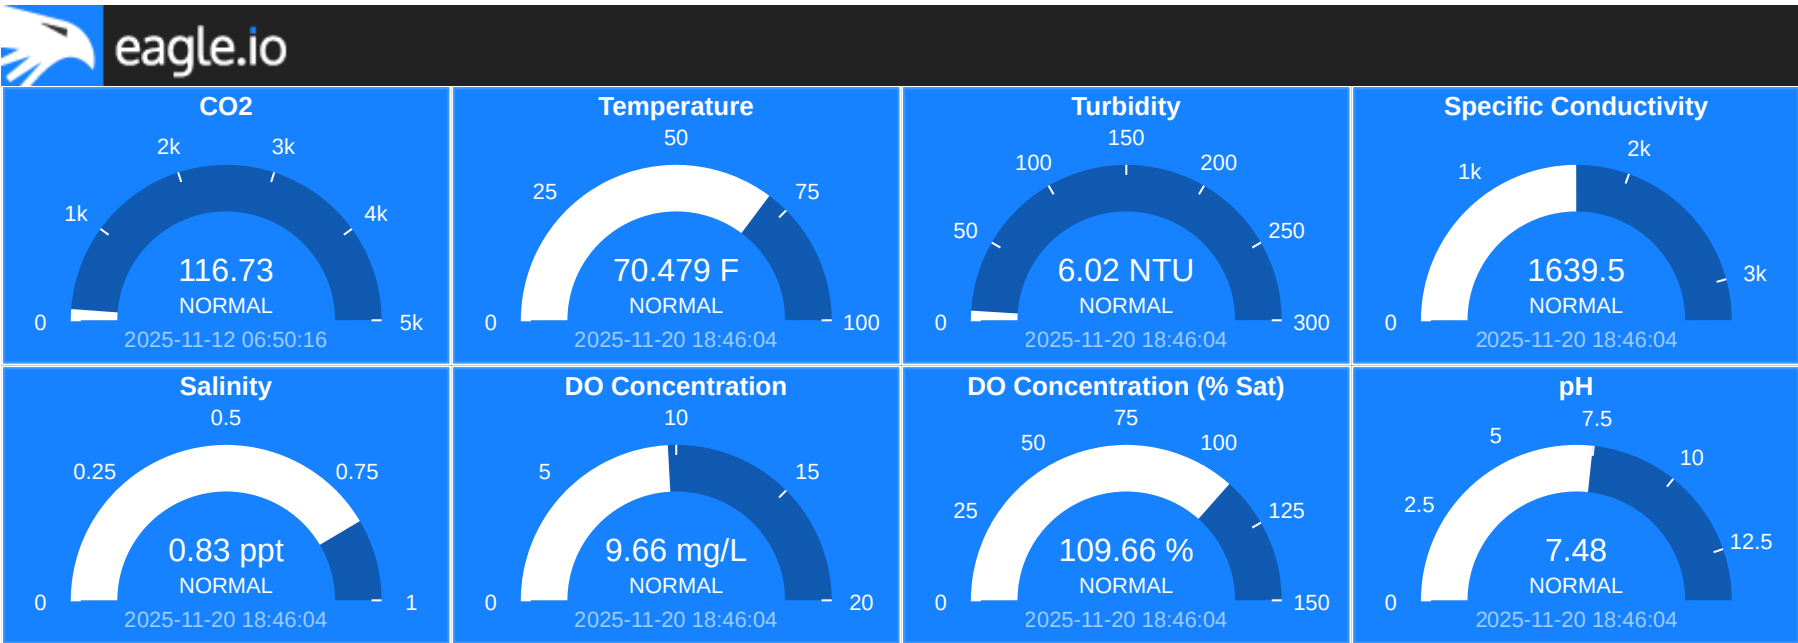 eagle.io
CO2
2k 3k
1k 4k
116.73
NORMAL
0 5k
2025-11-12 06:50:16
Temperature
50
25 75
70.479 F
NORMAL
0 100
2025-11-20 18:46:04
Turbidity
150
100 200
50 250
6.02 NTU
NORMAL
0 300
2025-11-20 18:46:04
Specific Conductivity
2k
1k
1639.5 3k
NORMAL
0
2025-11-20 18:46:04
Salinity
0.5
0.25 0.75
0.83 ppt
NORMAL
0 1
2025-11-20 18:46:04
DO Concentration
10
5 15
9.66 mg/L
NORMAL
0 20
2025-11-20 18:46:04
DO Concentration (% Sat)
75
50 100
25 125
109.66 %
NORMAL
0 150
2025-11-20 18:46:04
pH
7.5
5 10
2.5 12.5
7.48
NORMAL
0
2025-11-20 18:46:04